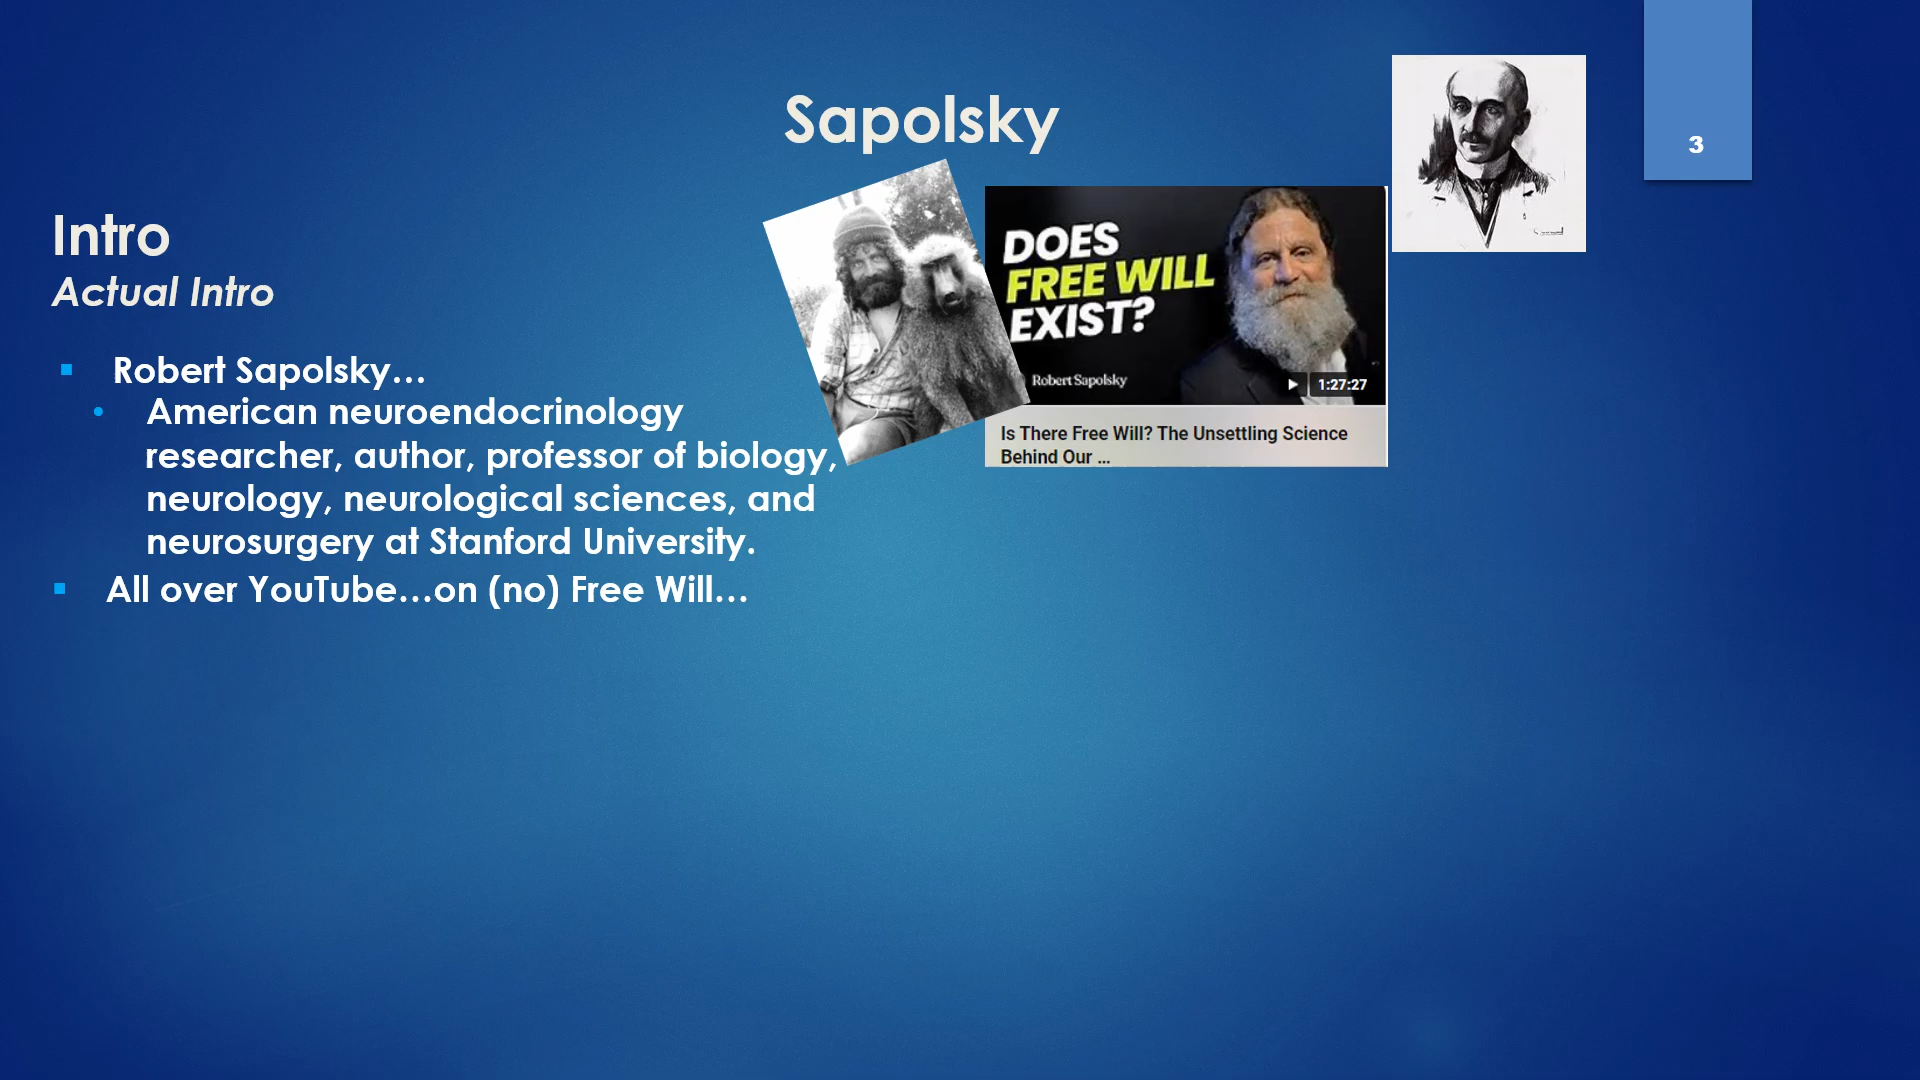 Sapolsky
3
Intro
Actual Intro
Robert Sapolsky…
American neuroendocrinology
researcher, author, professor of biology,
neurology, neurological sciences, and
neurosurgery at Stanford University.
All over YouTube…on (no) Free Will…
DOES
FREE WILL
EXIST?
Robert Sapolsky
1:27:27
Is There Free Will? The Unsettling Science
Behind Our ...